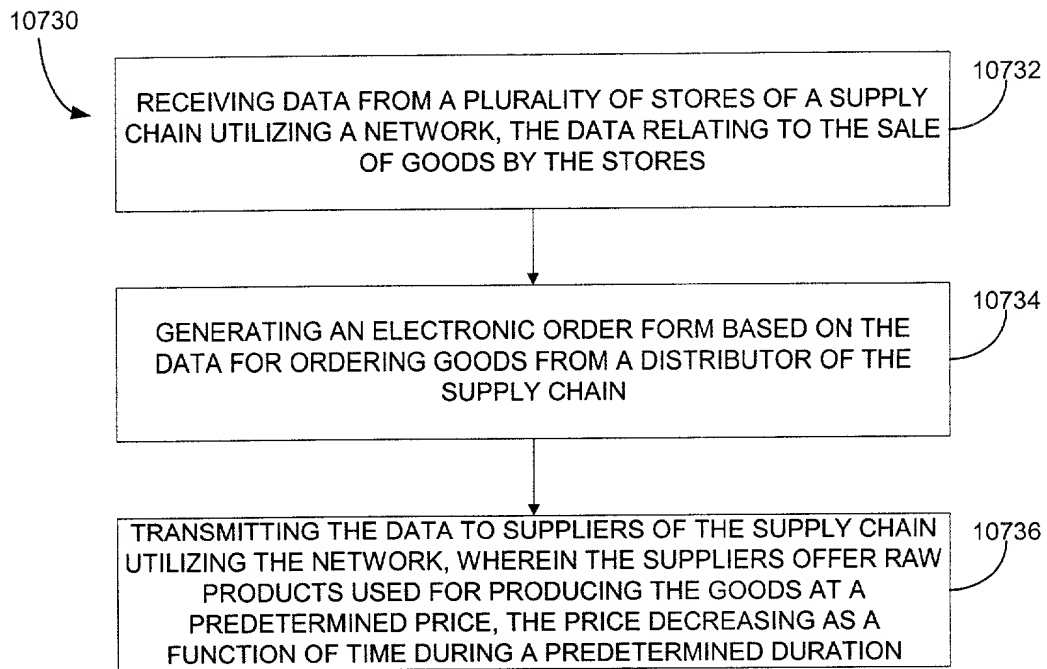 10730
RECEIVING DATA FROM A PLURALITY OF STORES OF A SUPPLY
CHAIN UTILIZING A NETWORK, THE DATA RELATING TO THE SALE
OF GOODS BY THE STORES
10732
GENERATING AN ELECTRONIC ORDER FORM BASED ON THE
DATA FOR ORDERING GOODS FROM A DISTRIBUTOR OF THE
SUPPLY CHAIN
10734
TRANSMITTING THE DATA TO SUPPLIERS OF THE SUPPLY CHAIN
UTILIZING THE NETWORK, WHEREIN THE SUPPLIERS OFFER RAW
PRODUCTS USED FOR PRODUCING THE GOODS AT A
PREDETERMINED PRICE, THE PRICE DECREASING AS A
FUNCTION OF TIME DURING A PREDETERMINED DURATION
10736